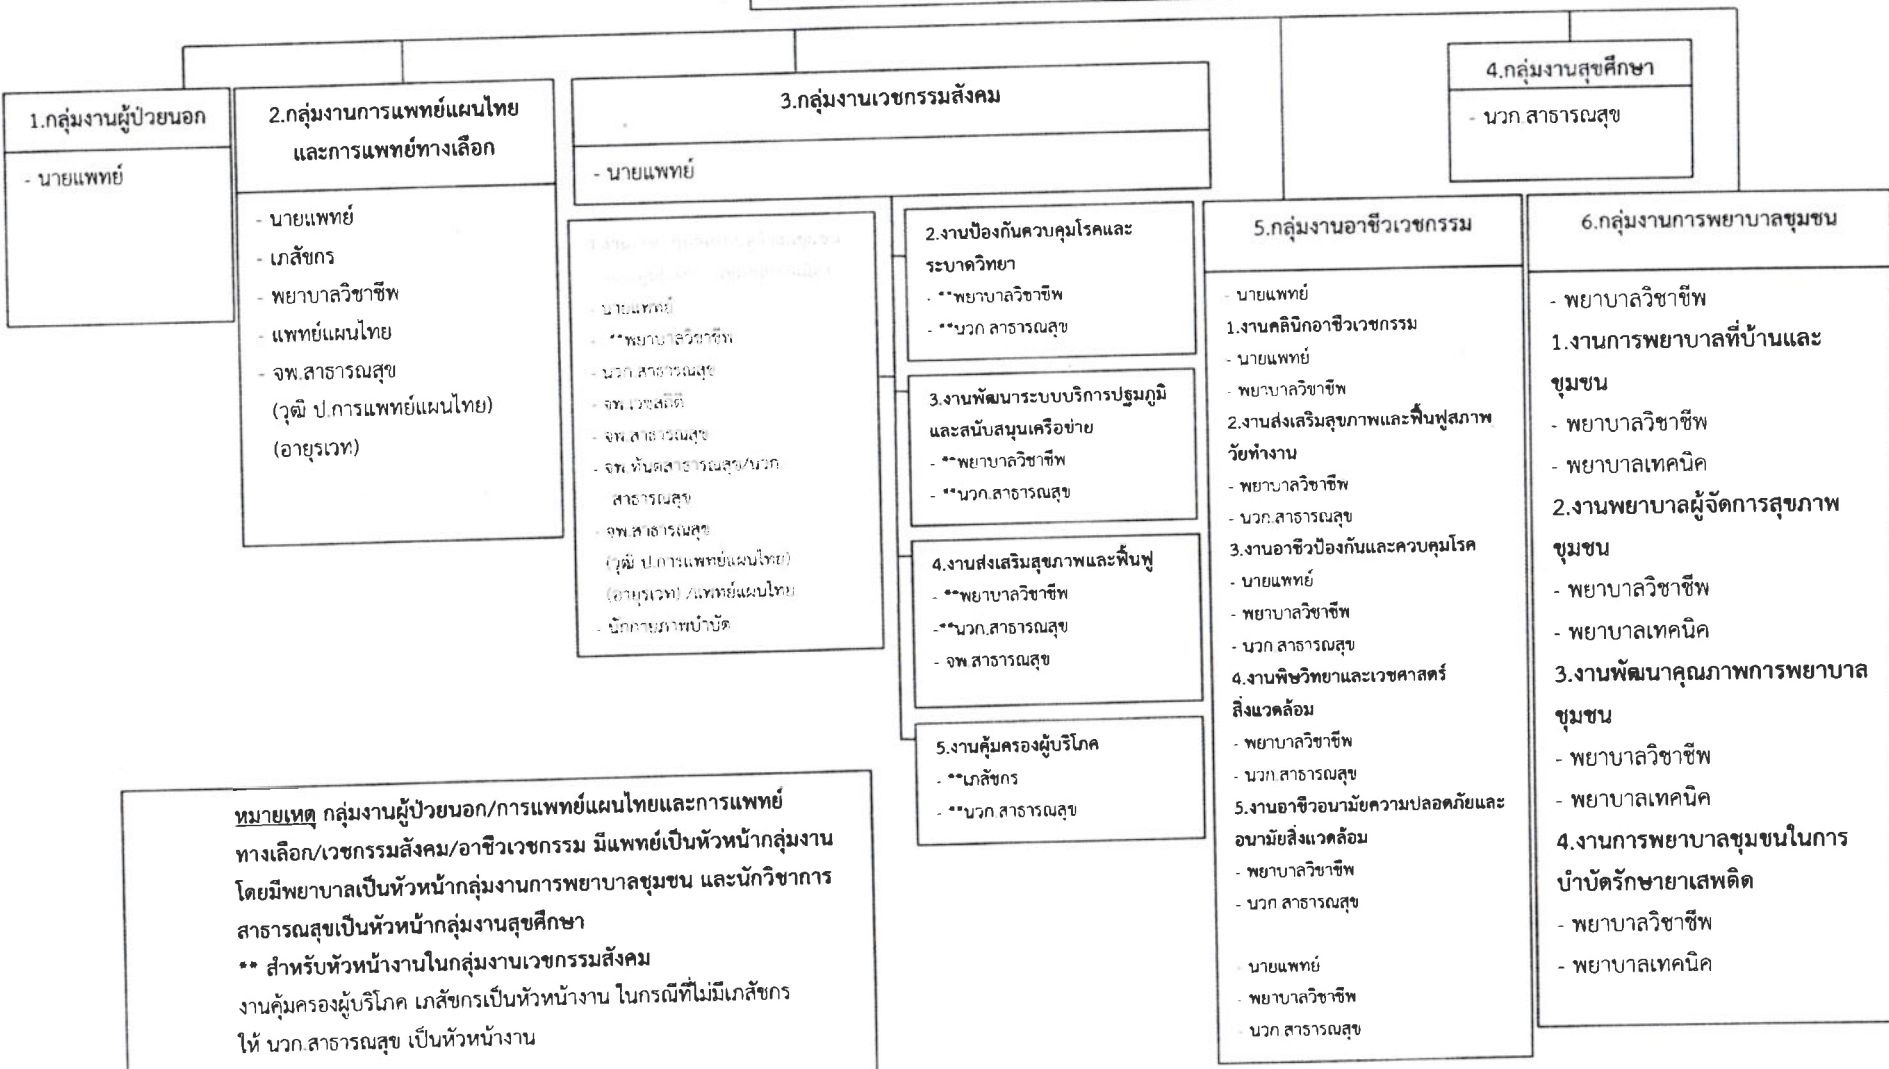 1.กลุ่มงานผู้ป่วยนอก
- นายแพทย์
2.กลุ่มงานการแพทย์แผนไทย
และการแพทย์ทางเลือก
- นายแพทย์
- เภสัชกร
- พยาบาลวิชาชีพ
- แพทย์แผนไทย
- จพ.สาธารณสุข
(วุฒิ ป.การแพทย์แผนไทย)
(อายุรเวท)
3.กลุ่มงานเวชกรรมสังคม
- นายแพทย์
- นายแพทย์
- **พยาบาลวิชาชีพ
- นวก.สาธารณสุข
- จพ.เวชสถิติ
- จพ.สาธารณสุข
- จพ.ทันตสาธารณสุข/นวก.
สาธารณสุข
- จพ.สาธารณสุข
(วุฒิ ป.การแพทย์แผนไทย)
(อายุรเวท) /แพทย์แผนไทย
- นักกายภาพบำบัด
2.งานป้องกันควบคุมโรคและ
ระบาดวิทยา
- **พยาบาลวิชาชีพ
- **นวก.สาธารณสุข
3.งานพัฒนาระบบบริการปฐมภูมิ
และสนับสนุนเครือข่าย
- **พยาบาลวิชาชีพ
- **นวก.สาธารณสุข
4.งานส่งเสริมสุขภาพและฟื้นฟู
- **พยาบาลวิชาชีพ
-**นวก.สาธารณสุข
- จพ.สาธารณสุข
5.งานคุ้มครองผู้บริโภค
- **เภสัชกร
- **นวก.สาธารณสุข
4.กลุ่มงานสุขศึกษา
- นวก.สาธารณสุข
5.กลุ่มงานอาชีวเวชกรรม
- นายแพทย์
1.งานคลินิกอาชีวเวชกรรม
- นายแพทย์
- พยาบาลวิชาชีพ
2.งานส่งเสริมสุขภาพและฟื้นฟูสภาพ
วัยทำงาน
- พยาบาลวิชาชีพ
- นวก.สาธารณสุข
3.งานอาชีวป้องกันและควบคุมโรค
- นายแพทย์
- พยาบาลวิชาชีพ
- นวก.สาธารณสุข
4.งานพิษวิทยาและเวชศาสตร์
สิ่งแวดล้อม
- พยาบาลวิชาชีพ
- นวก.สาธารณสุข
5.งานอาชีวอนามัยความปลอดภัยและ
อนามัยสิ่งแวดล้อม
- พยาบาลวิชาชีพ
- นวก.สาธารณสุข
- นายแพทย์
- พยาบาลวิชาชีพ
- นวก.สาธารณสุข
6.กลุ่มงานการพยาบาลชุมชน
- พยาบาลวิชาชีพ
1.งานการพยาบาลที่บ้านและ
ชุมชน
- พยาบาลวิชาชีพ
- พยาบาลเทคนิค
2.งานพยาบาลผู้จัดการสุขภาพ
ชุมชน
- พยาบาลวิชาชีพ
- พยาบาลเทคนิค
3.งานพัฒนาคุณภาพการพยาบาล
ชุมชน
- พยาบาลวิชาชีพ
- พยาบาลเทคนิค
4.งานการพยาบาลชุมชนในการ
บำบัดรักษายาเสพติด
- พยาบาลวิชาชีพ
- พยาบาลเทคนิค
หมายเหตุ กลุ่มงานผู้ป่วยนอก/การแพทย์แผนไทยและการแพทย์
ทางเลือก/เวชกรรมสังคม/อาชีวเวชกรรม มีแพทย์เป็นหัวหน้ากลุ่มงาน
โดยมีพยาบาลเป็นหัวหน้ากลุ่มงานการพยาบาลชุมชน และนักวิชาการ
สาธารณสุขเป็นหัวหน้ากลุ่มงานสุขศึกษา
** สำหรับหัวหน้างานในกลุ่มงานเวชกรรมสังคม
งานคุ้มครองผู้บริโภค เภสัชกรเป็นหัวหน้างาน ในกรณีที่ไม่มีเภสัชกร
ให้ นวก.สาธารณสุข เป็นหัวหน้างาน